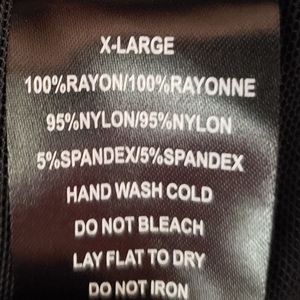 X-LARGE
100%RAYON/100%RAYONNE
95%NYLON/95%NYLON
5%SPANDEX/5%SPANDEX
HAND WASH COLD
DO NOT BLEACH
LAY FLAT TO DRY
DO NOT IRON